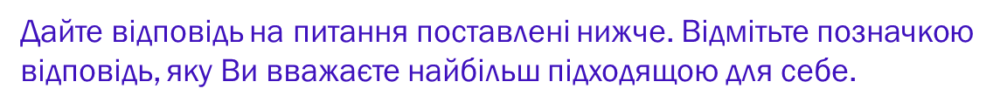 Дайте відповідь на питання поставлені нижче. Відмітьте позначкою
відповідь, яку Ви вважаєте найбільш підходящою для себе.